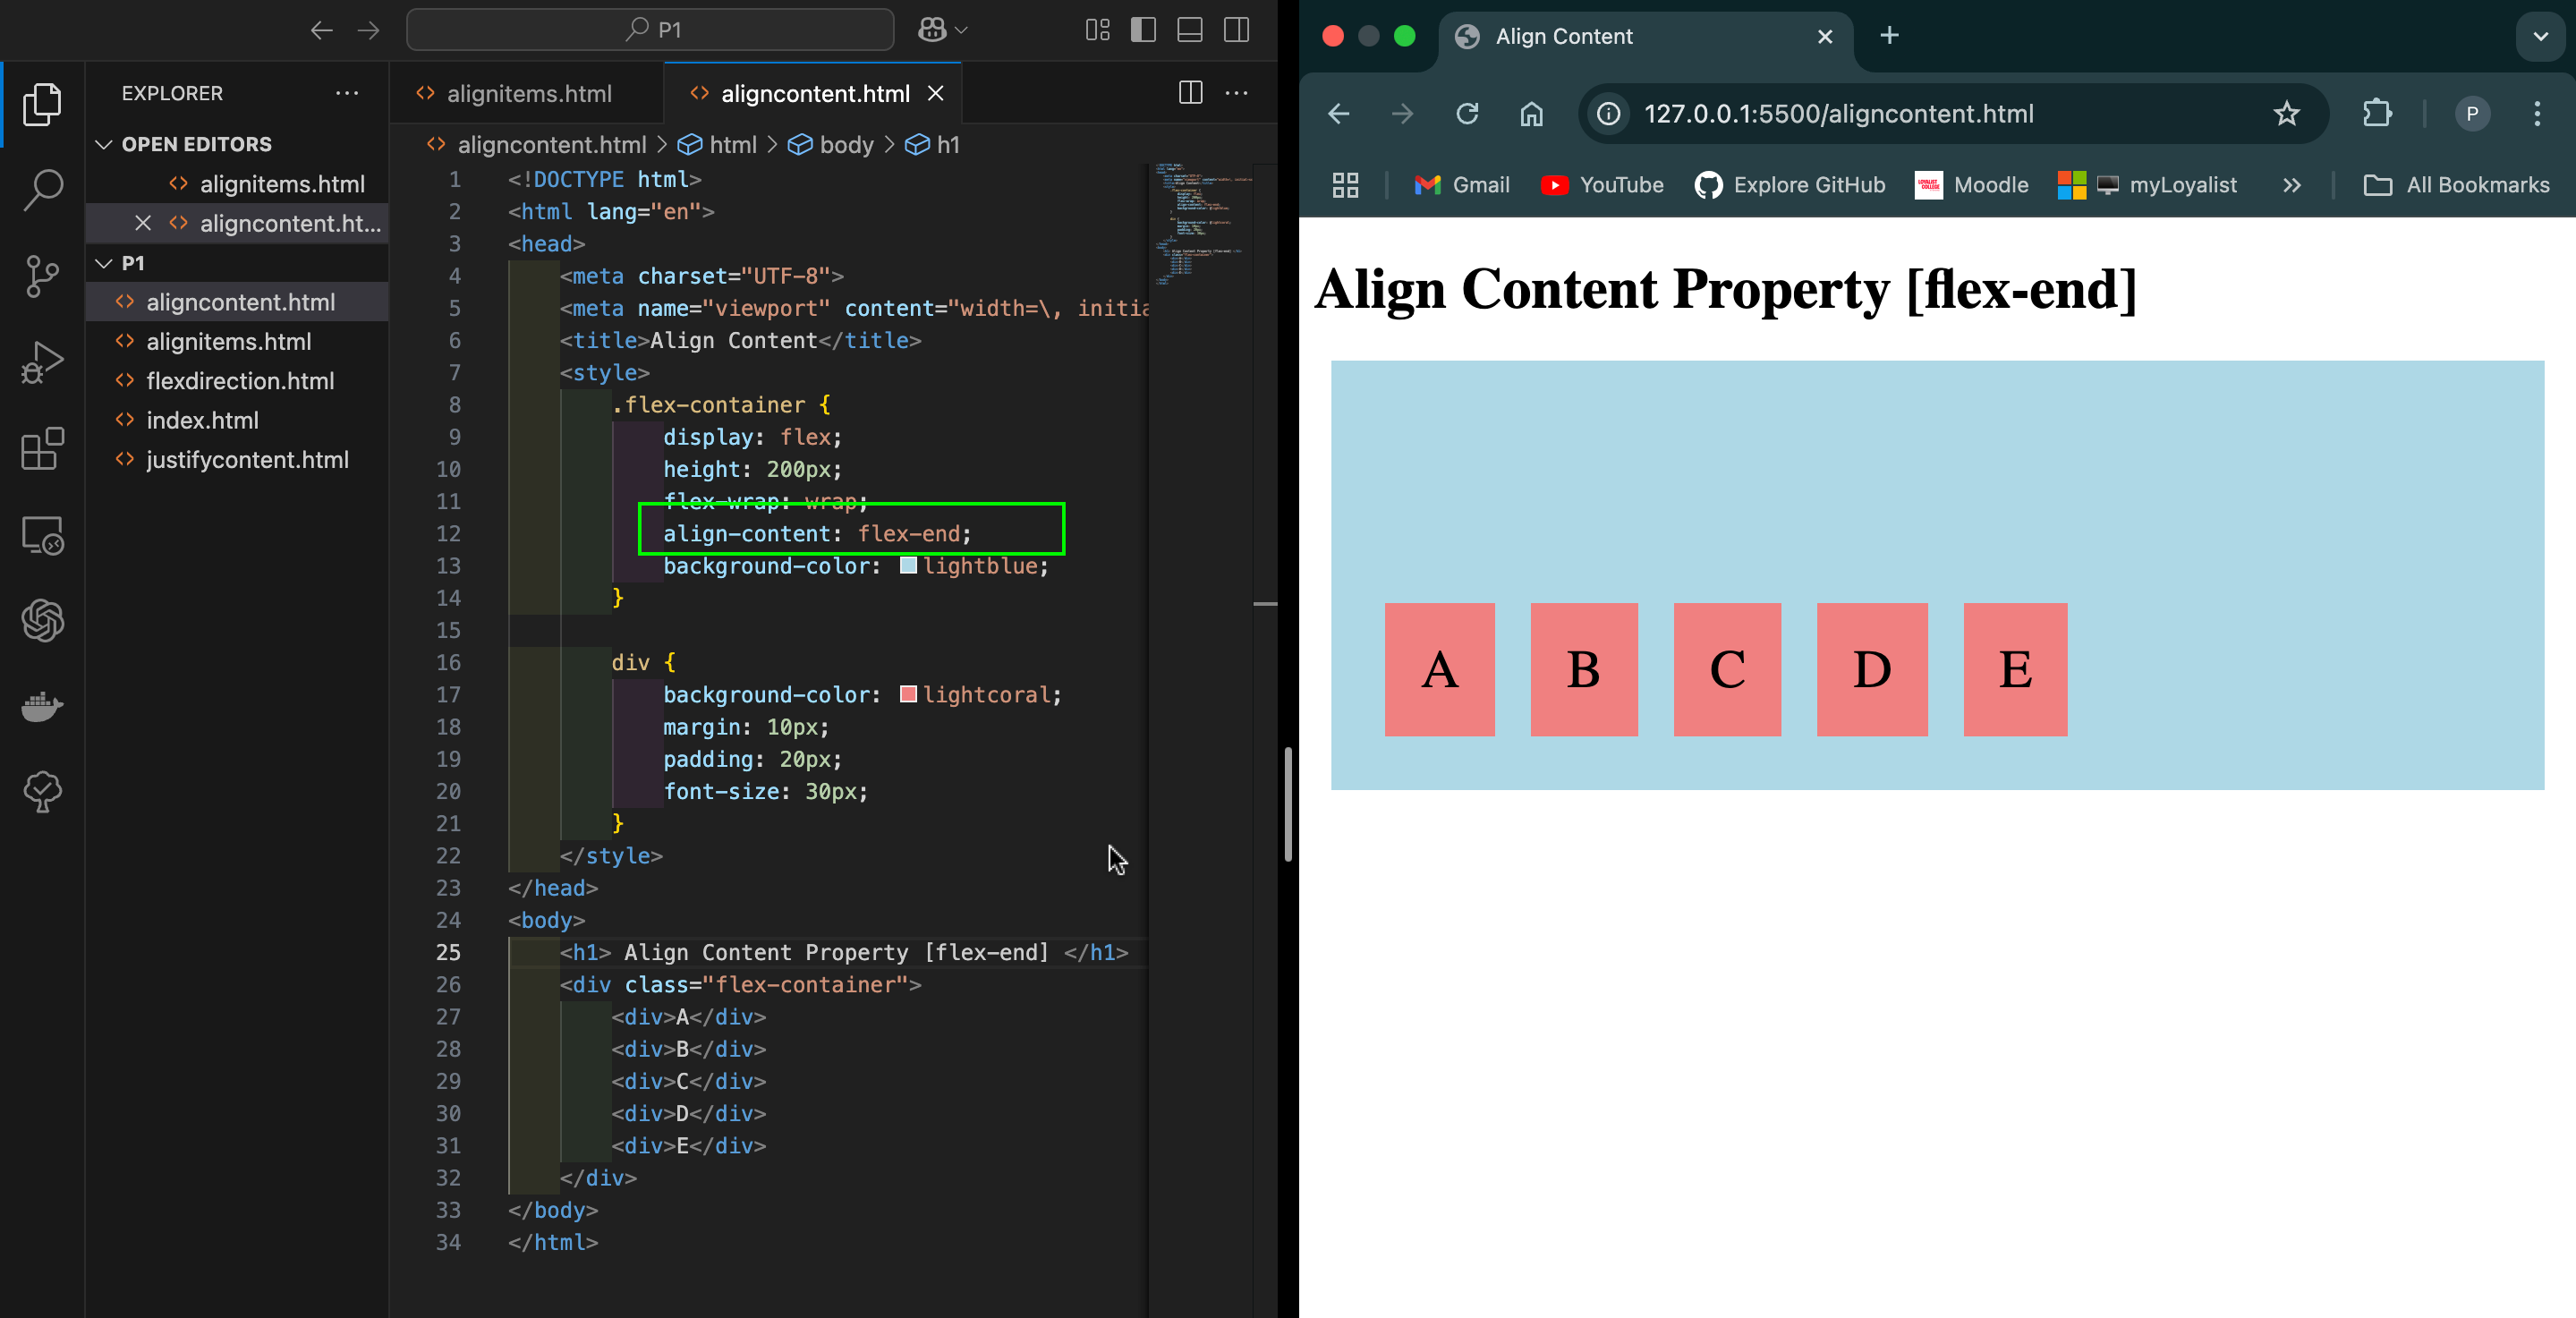 P1
EXPLORER
OPEN EDITORS
alignitems.html
aligncontent.ht...
P1
aligncontent.html
alignitems.html
flexdirection.html
index.html
justifycontent.html
alignitems.html
aligncontent.html
aligncontent.html > html > body > h1
1 <!DOCTYPE html>
2 <html lang="en">
3 <head>
4 <meta charset="UTF-8">
5 <meta name="viewport" content="width=\, initia
6 <title>Align Content</title>
7 <style>
8 .flex-container {
9 display: flex;
10 height: 200px;
11 flex-wrap: wrap;
12 align-content: flex-end;
13 background-color: lightblue;
14 }
15
16 div {
17 background-color: lightcoral;
18 margin: 10px;
19 padding: 20px;
20 font-size: 30px;
21 }
22 </style>
23 </head>
24 <body>
25 <h1> Align Content Property [flex-end] </h1>
26 <div class="flex-container">
27 <div>A</div>
28 <div>B</div>
29 <div>C</div>
30 <div>D</div>
31 <div>E</div>
32 </div>
33 </body>
34 </html>
Align Content
127.0.0.1:5500/aligncontent.html
P
Gmail YouTube Explore GitHub Moodle myLoyalist >> All Bookmarks
Align Content Property [flex-end]
A B C D E